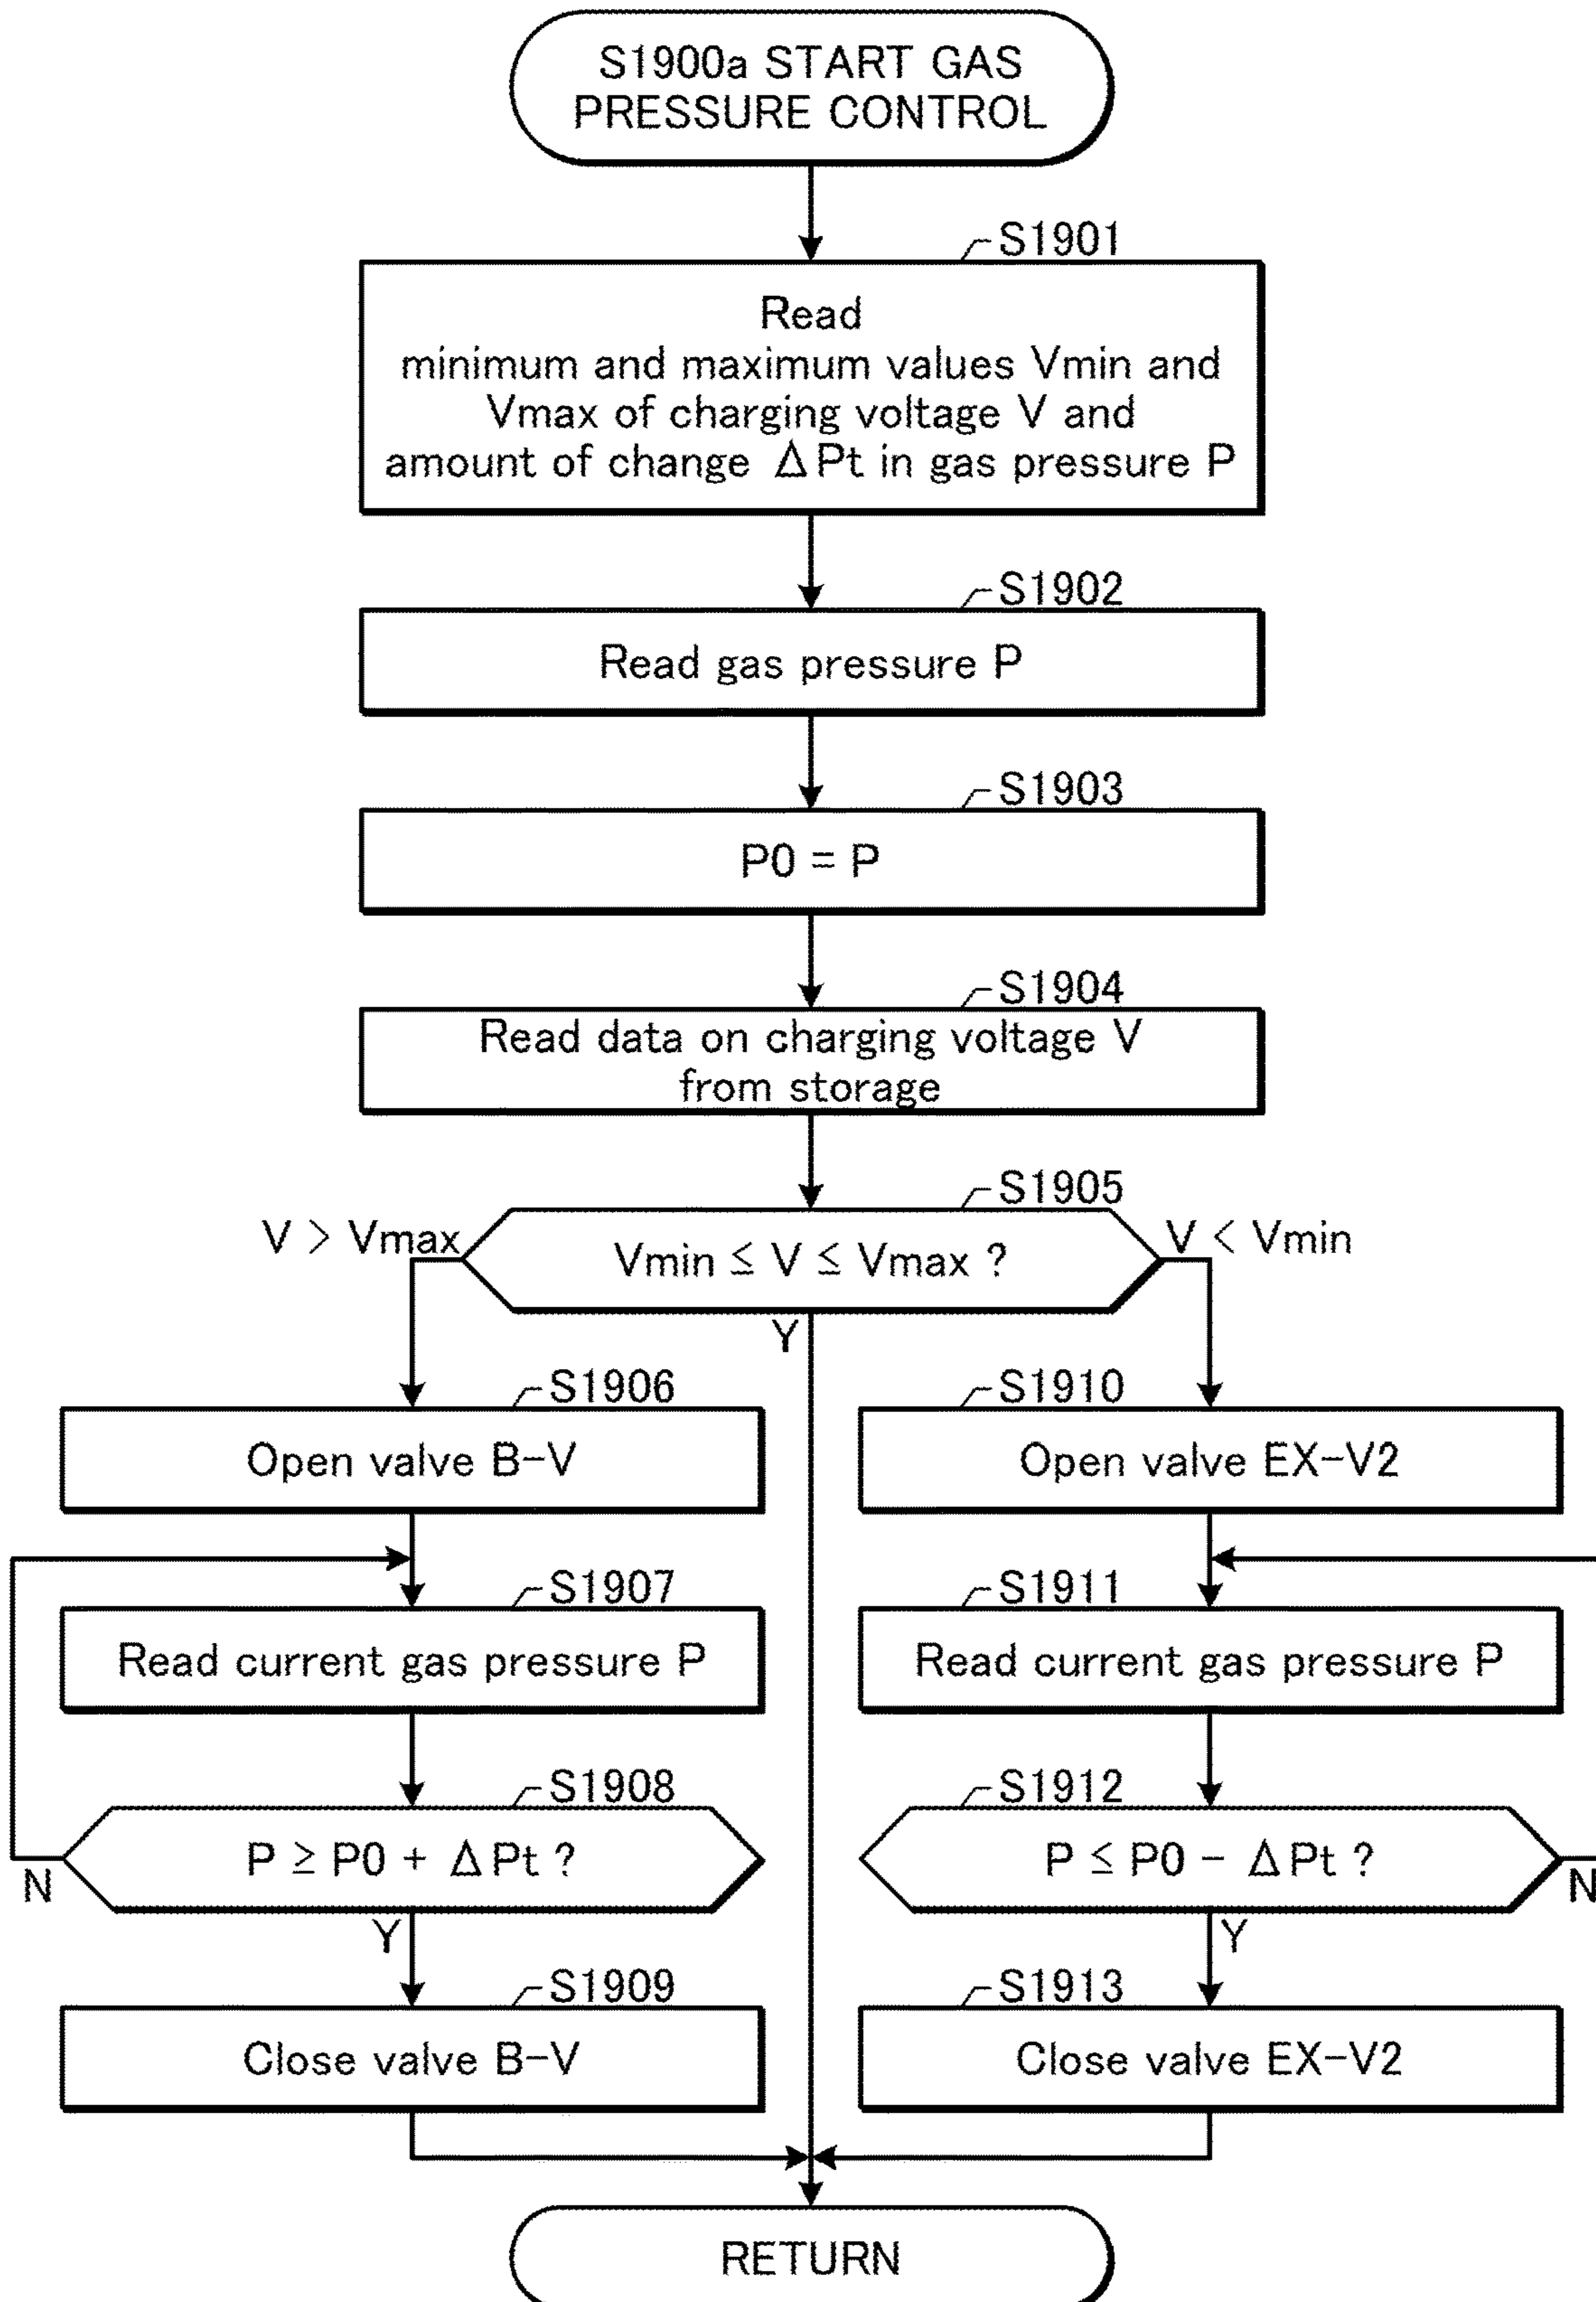 S1900a START GAS
PRESSURE CONTROL
S1901
Read
minimum and maximum values Vmin and
Vmax of charging voltage V and
amount of change ΔPt in gas pressure P
S1902
Read gas pressure P
S1903
P0 = P
S1904
Read data on charging voltage V
from storage
S1905
V > Vmax
Vmin ≤ V ≤ Vmax ?
V < Vmin
Y
S1906
Open valve B-V
S1910
Open valve EX-V2
S1907
Read current gas pressure P
S1911
Read current gas pressure P
S1908
P ≥ P0 + ΔPt ?
N
Y
S1912
P ≤ P0 - ΔPt ?
N
Y
S1909
Close valve B-V
S1913
Close valve EX-V2
RETURN